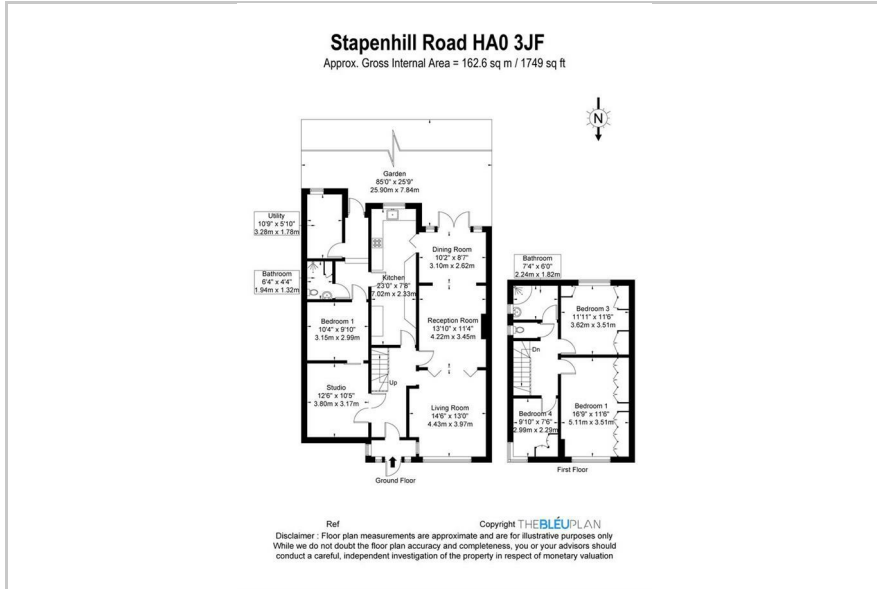 Stapenhill Road HA0 3JF
Approx. Gross Internal Area = 162.6 sq m / 1749 sq ft
N
Garden
85'0" x 25'9"
25.90m x 7.84m
Utility
10'9" x 5'10"
3.28m x 1.78m
Dining Room
10'2" x 8'7"
3.10m x 2.62m
Bathroom
6'4" x 4'4"
1.94m x 1.32m
Kitchen
23'0" x 7'8"
7.02m x 2.33m
Bedroom 1
10'4" x 9'10"
3.15m x 2.99m
Reception Room
13'10" x 11'4"
4.22m x 3.45m
Studio
12'6" x 10'5"
3.80m x 3.17m
Up
Living Room
14'6" x 13'0"
4.43m x 3.97m
Ground Floor
Bathroom
7'4" x 6'0"
2.24m x 1.82m
Bedroom 3
11'11" x 11'6"
3.62m x 3.51m
Dn
Bedroom 4
9'10" x 7'6"
2.99m x 2.29m
Bedroom 1
16'9" x 11'6"
5.11m x 3.51m
First Floor
Ref
Copyright THEBLÉUPLAN
Disclaimer : Floor plan measurements are approximate and are for illustrative purposes only
While we do not doubt the floor plan accuracy and completeness, you or your advisors should
conduct a careful, independent investigation of the property in respect of monetary valuation